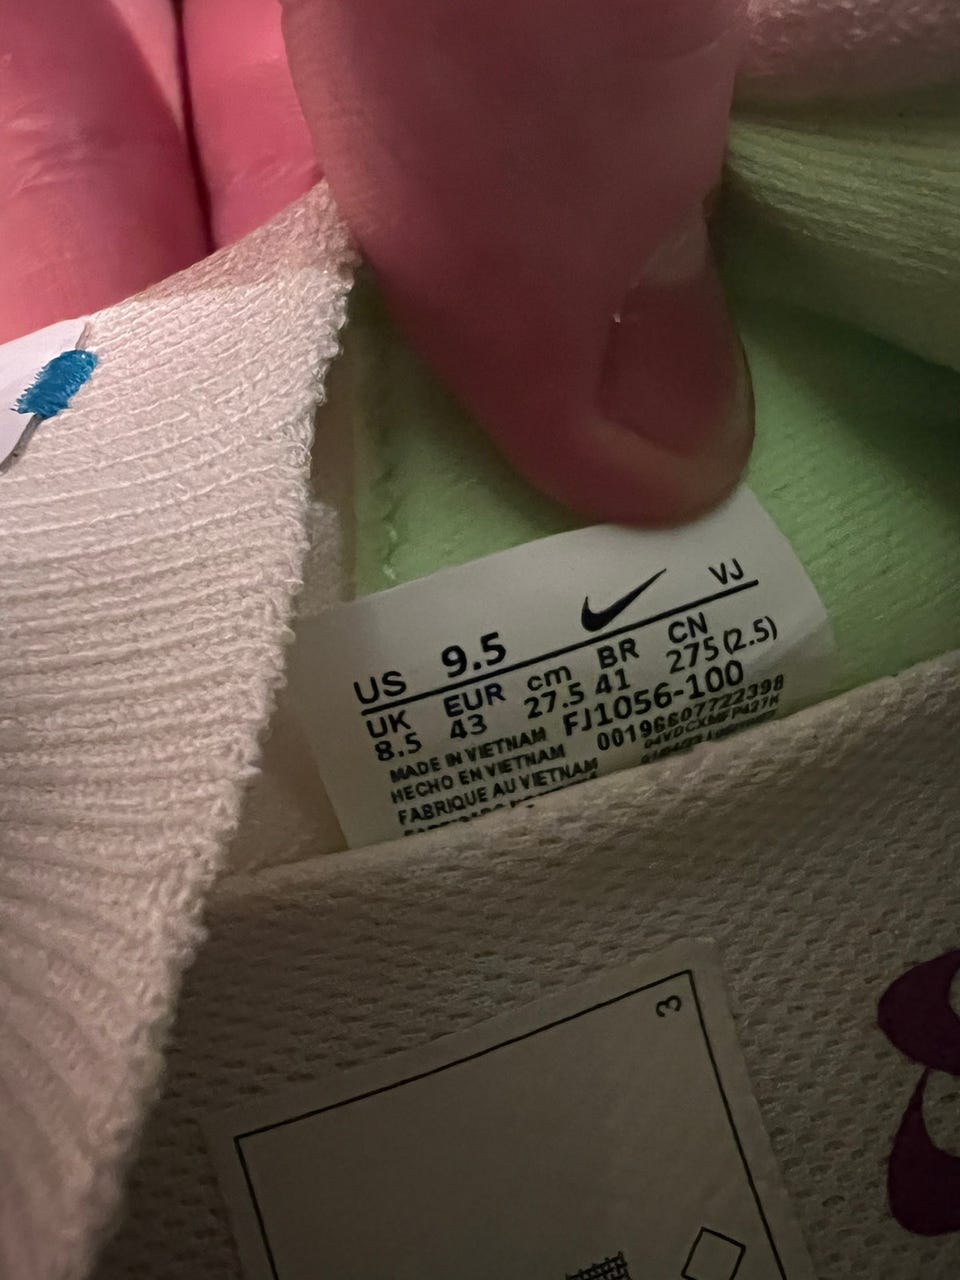 US 9.5 VJ
UK EUR cm BR CN
8.5 43 27.5 41 275(2.5)
MADE IN VIETNAM FJ1056-100
HECHO EN VIETNAM 00196607722398
FABRIQUE AU VIETNAM
3